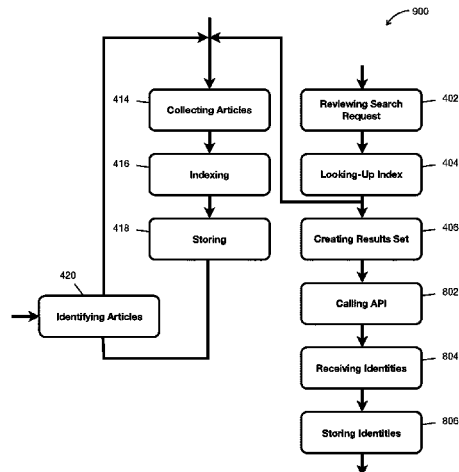 900
414
Collecting Articles
402
Reviewing Search
Request
416
Indexing
404
Looking-Up Index
418
Storing
406
Creating Results Set
420
Identifying Articles
802
Calling API
804
Receiving Identities
806
Storing Identities